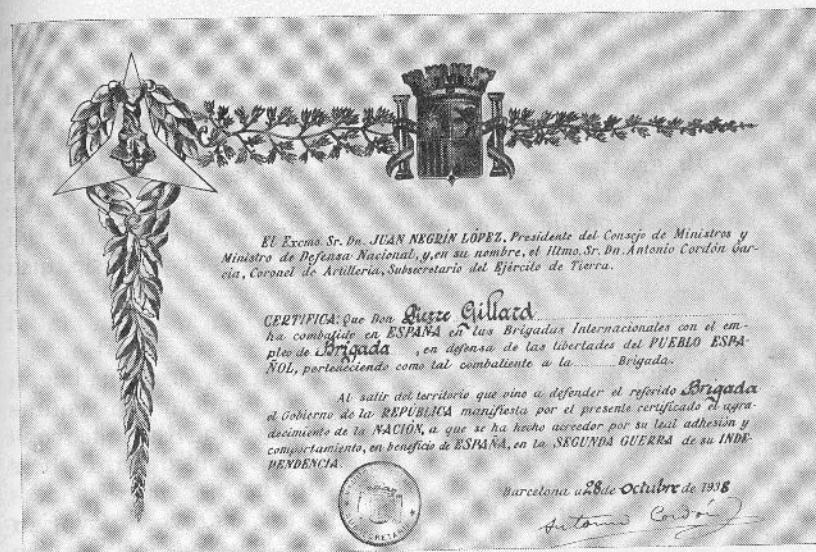 El Excmo. Sr. Dn. JUAN NEGRÍN LÓPEZ, Presidente del Consejo de Ministros y
Ministro de Defensa Nacional, y, en su nombre, el Iltmo. Sr. Dn. Antonio Cordón Gar-
cía, Coronel de Artillería, Subsecretario del Ejército de Tierra.
CERTIFICA: Que Don Pierre Gillard
ha combatido en ESPAÑA en las Brigadas Internacionales con el em-
pleo de Brigada , en defensa de las libertades del PUEBLO ESPA-
ÑOL, perteneciendo como tal combatiente a la ........ Brigada.
Al salir del territorio que vino a defender el referido Brigada
el Gobierno de la REPÚBLICA manifiesta por el presente certificado el agra-
decimiento de la NACIÓN, a que se ha hecho acreedor por su leal adhesión y
comportamiento, en beneficio de ESPAÑA, en la SEGUNDA GUERRA de su INDE-
PENDENCIA.
Barcelona a 28 de Octubre de 1938
Antonio Cordón